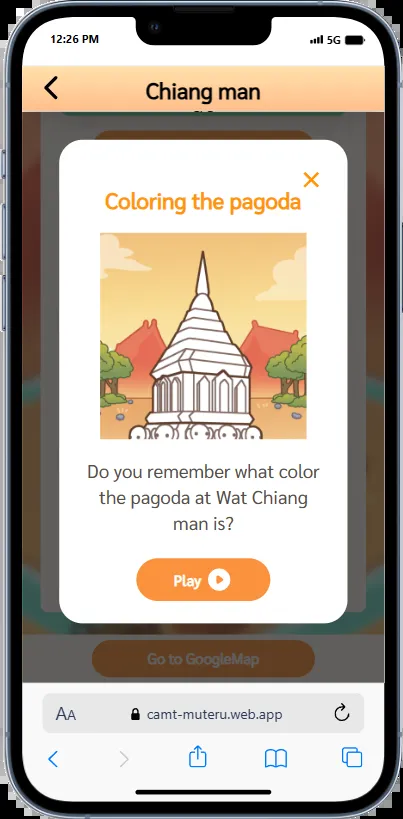 12:26 PM
5G
Chiang man
Coloring the pagoda
Do you remember what color
the pagoda at Wat Chiang
man is?
Play
Go to GoogleMap
AA
camt-muteru.web.app